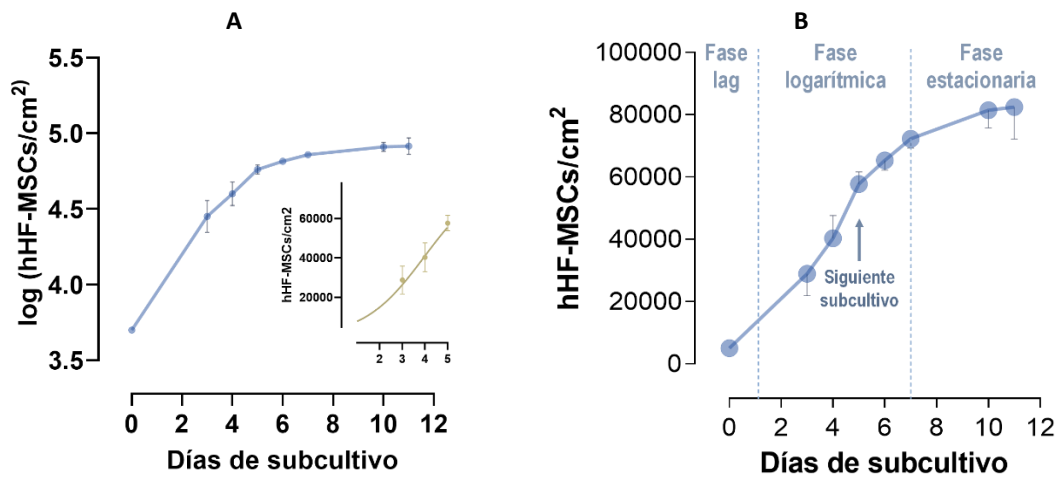 A
5.5
5.0
4.5
4.0
3.5
log (hHF-MSCs/cm²)
0 2 4 6 8 10 12
Días de subcultivo
60000
40000
20000
hHF-MSCs/cm2
2 3 4 5
B
100000
80000
60000
40000
20000
0
hHF-MSCs/cm²
Fase
lag
Fase
logarítmica
Fase
estacionaria
Siguiente
subcultivo
0 2 4 6 8 10 12
Días de subcultivo